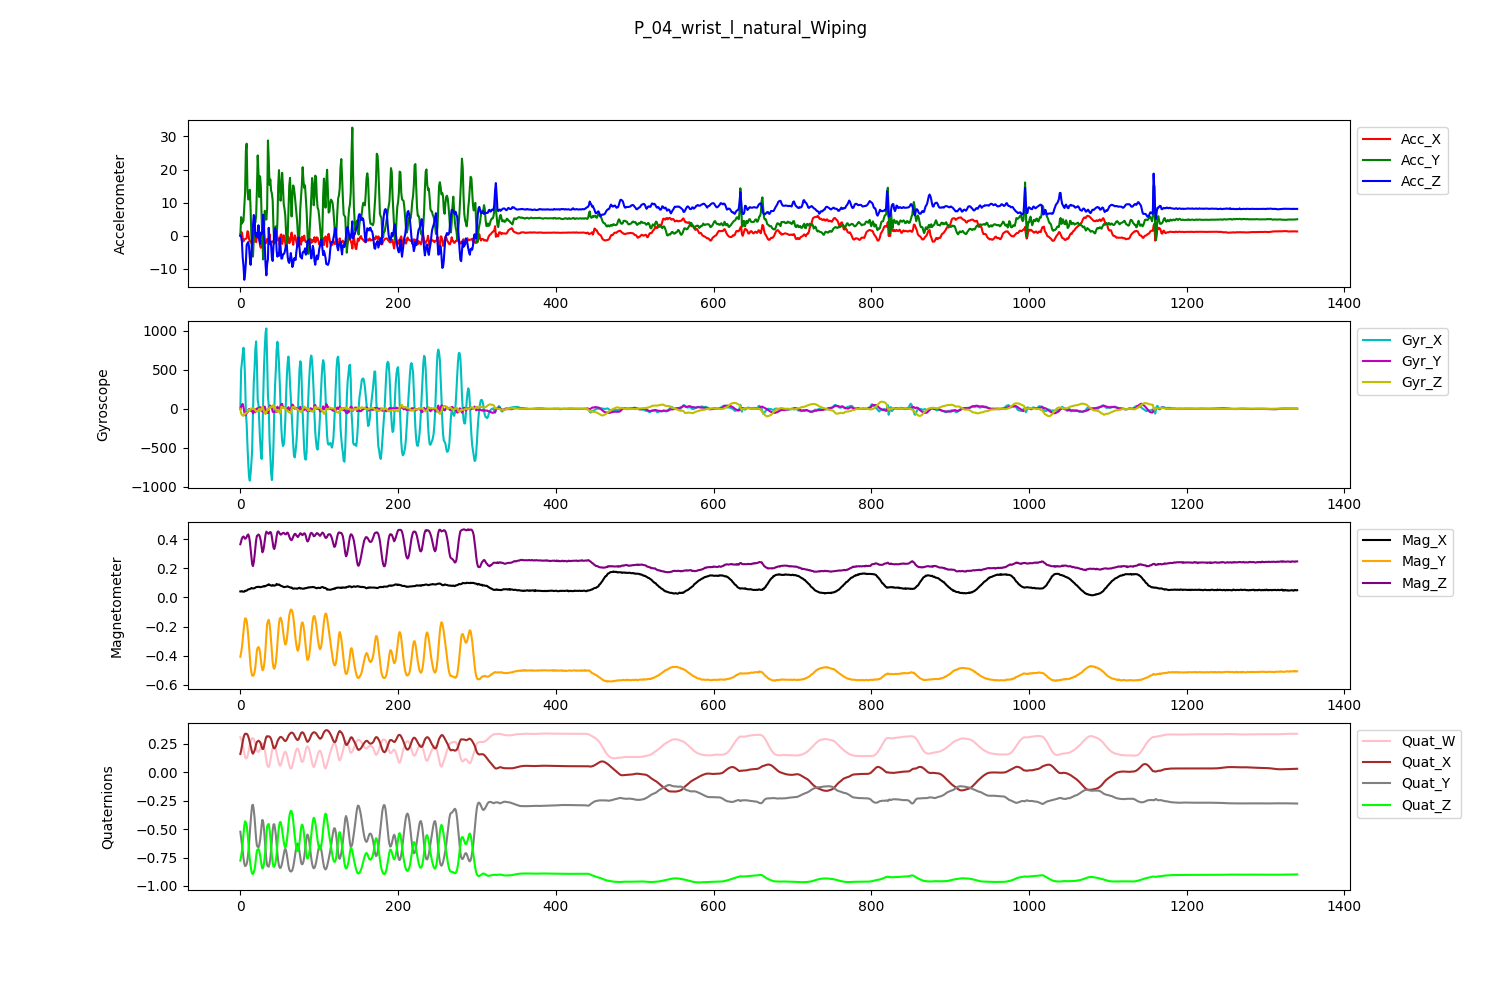 P_04_wrist_l_natural_Wiping
Accelerometer
30
20
10
0
−10
0 200 400 600 800 1000 1200 1400
Acc_X
Acc_Y
Acc_Z
Gyroscope
1000
500
0
−500
−1000
0 200 400 600 800 1000 1200 1400
Gyr_X
Gyr_Y
Gyr_Z
Magnetometer
0.4
0.2
0.0
−0.2
−0.4
−0.6
0 200 400 600 800 1000 1200 1400
Mag_X
Mag_Y
Mag_Z
Quaternions
0.25
0.00
−0.25
−0.50
−0.75
−1.00
0 200 400 600 800 1000 1200 1400
Quat_W
Quat_X
Quat_Y
Quat_Z